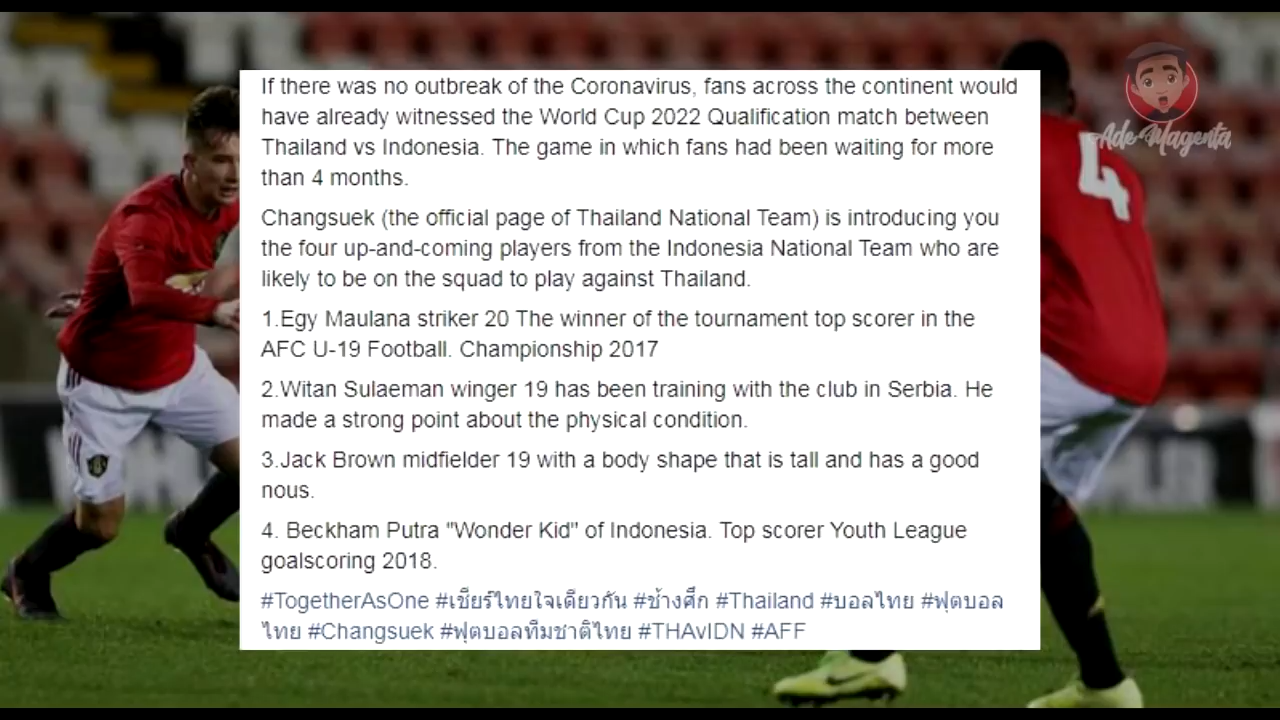 If there was no outbreak of the Coronavirus, fans across the continent would
have already witnessed the World Cup 2022 Qualification match between
Thailand vs Indonesia. The game in which fans had been waiting for more
than 4 months.
Changsuek (the official page of Thailand National Team) is introducing you
the four up-and-coming players from the Indonesia National Team who are
likely to be on the squad to play against Thailand.
1.Egy Maulana striker 20 The winner of the tournament top scorer in the
AFC U-19 Football. Championship 2017
2.Witan Sulaeman winger 19 has been training with the club in Serbia. He
made a strong point about the physical condition.
3.Jack Brown midfielder 19 with a body shape that is tall and has a good
nous.
4. Beckham Putra "Wonder Kid" of Indonesia. Top scorer Youth League
goalscoring 2018.
#TogetherAsOne #เชียร์ไทยใจเดียวกัน #ช้างศึก #Thailand #บอลไทย #ฟุตบอล
ไทย #Changsuek #ฟุตบอลทีมชาติไทย #THAvIDN #AFF
Ade Magenta
4